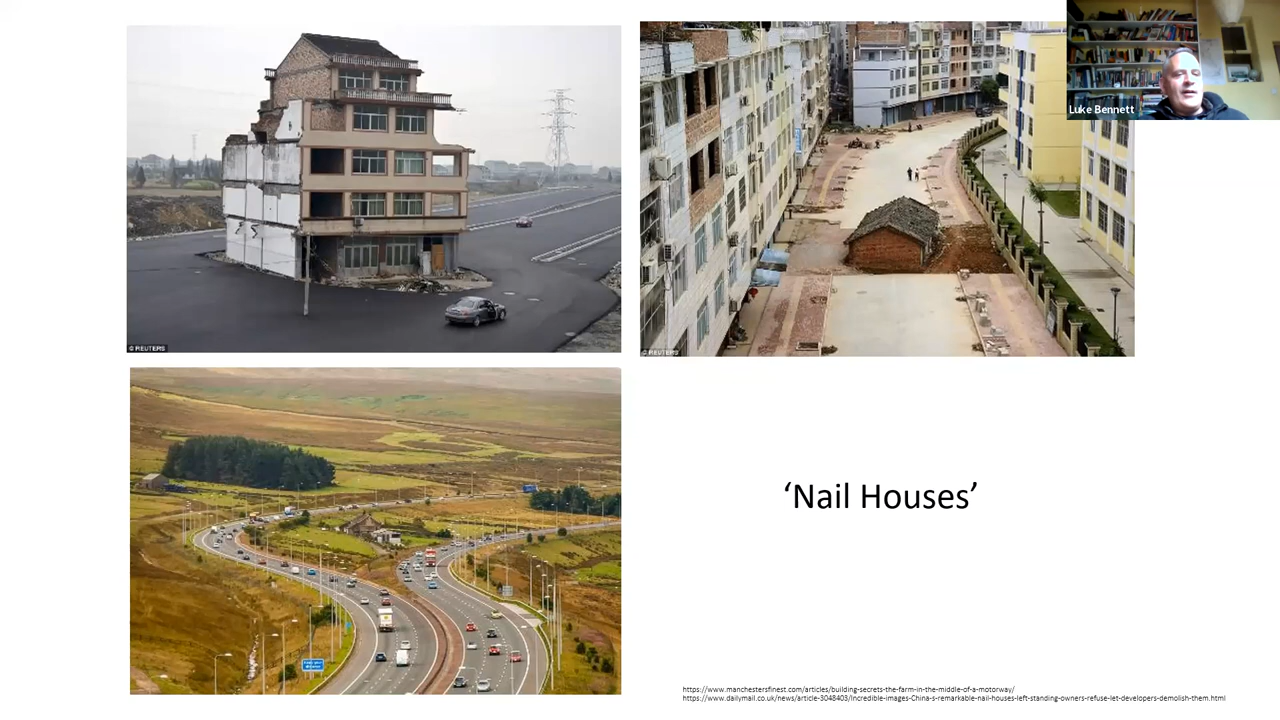 Luke Bennett
© REUTERS
© REUTERS
‘Nail Houses’
https://www.manchestersfinest.com/articles/building-secrets-the-farm-in-the-middle-of-a-motorway/
https://www.dailymail.co.uk/news/article-3048403/Incredible-images-China-s-remarkable-nail-houses-left-standing-owners-refuse-let-developers-demolish-them.html